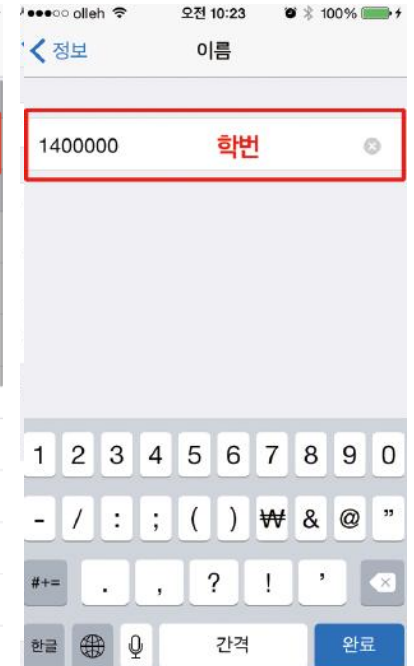 olleh 오전 10:23 100%
정보 이름
1400000 학번
1 2 3 4 5 6 7 8 9 0
- / : ; ( ) ₩ & @ "
#+= . , ? ! '
한글 간격 완료